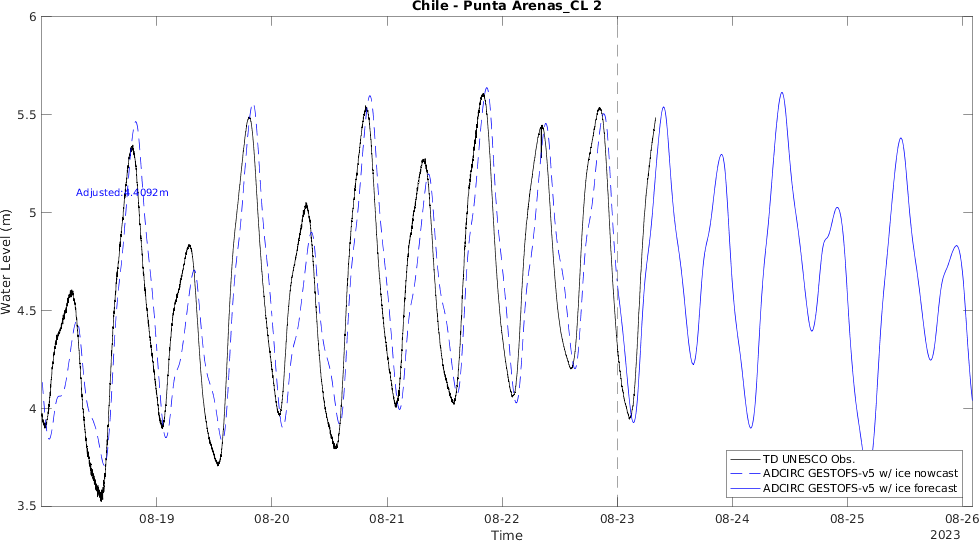 Chile - Punta Arenas_CL 2
6
5.5
5
4.5
4
3.5
Water Level (m)
Adjusted:4.4092m
TD UNESCO Obs.
ADCIRC GESTOFS-v5 w/ ice nowcast
ADCIRC GESTOFS-v5 w/ ice forecast
08-19
08-20
08-21
08-22
08-23
08-24
08-25
08-26
Time
2023